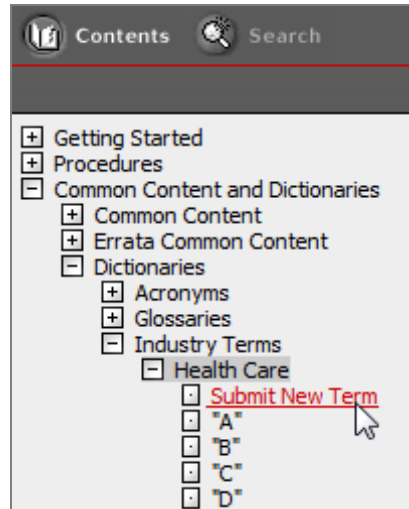 Contents Search
Getting Started
Procedures
Common Content and Dictionaries
Common Content
Errata Common Content
Dictionaries
Acronyms
Glossaries
Industry Terms
Health Care
Submit New Term
"A"
"B"
"C"
"D"